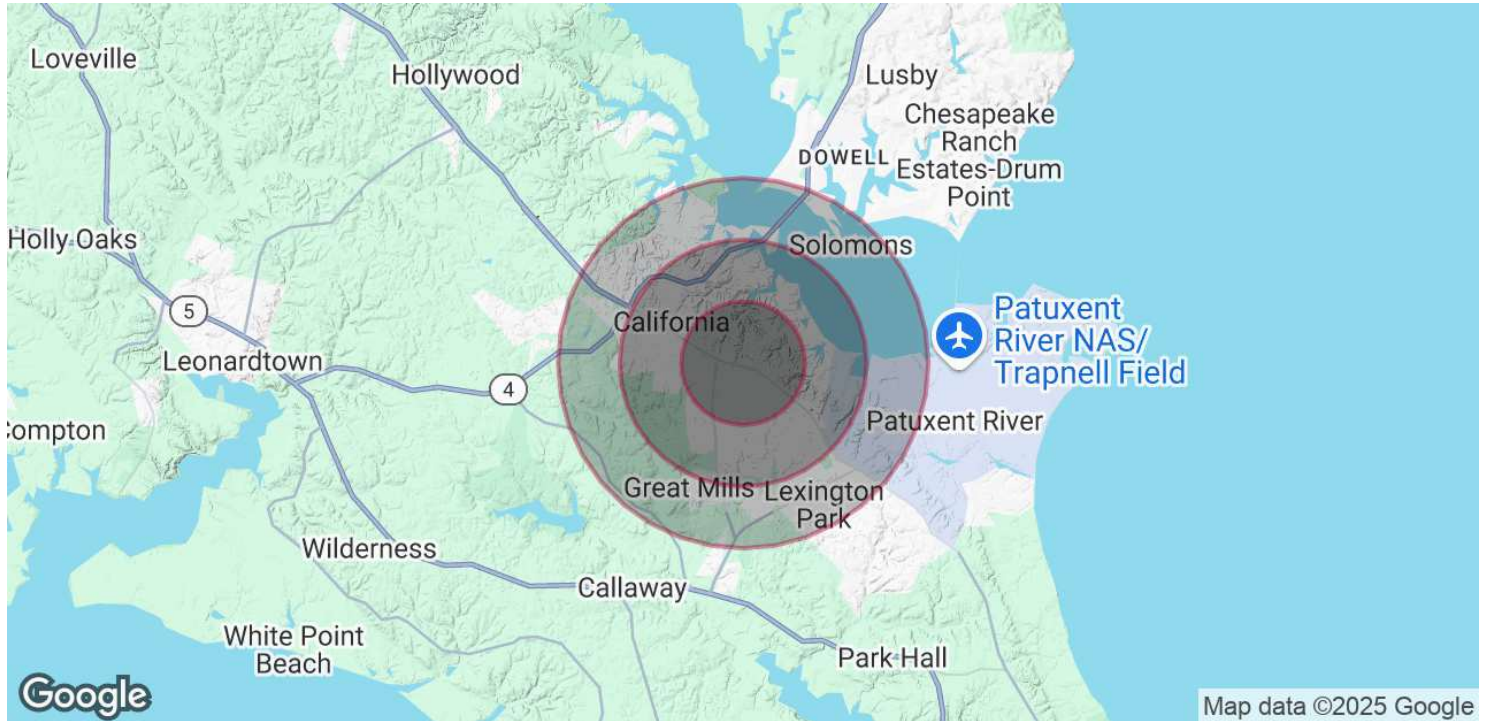 Loveville
Hollywood
Lusby
Chesapeake
Ranch
Estates-Drum
Point
DOWELL
Holly Oaks
Solomons
5
California
Patuxent
River NAS/
Trapnell Field
Leonardtown
4
Compton
Patuxent River
Great Mills
Lexington
Park
Wilderness
Callaway
White Point
Beach
Park Hall
Google
Map data ©2025 Google